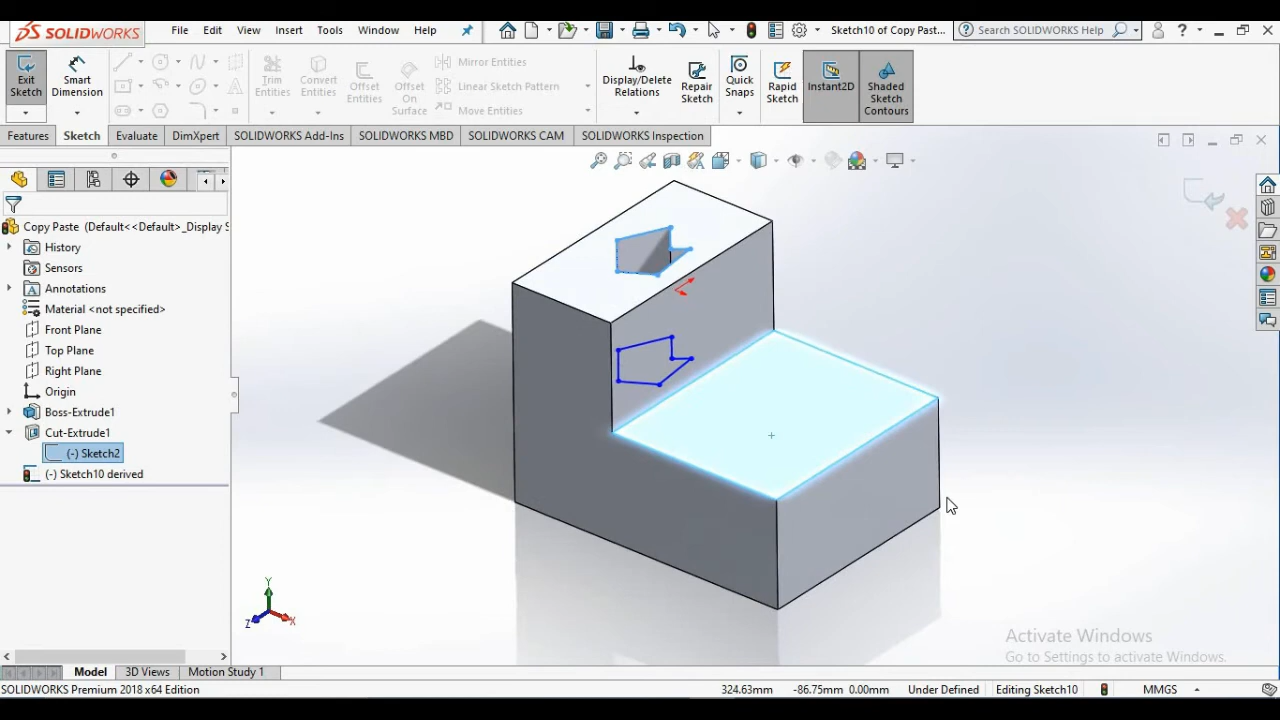 SOLIDWORKS
File Edit View Insert Tools Window Help
Sketch10 of Copy Past...
Search SOLIDWORKS Help
Exit Sketch
Smart Dimension
Trim Entities
Convert Entities
Offset Entities
Offset On Surface
Mirror Entities
Linear Sketch Pattern
Move Entities
Display/Delete Relations
Repair Sketch
Quick Snaps
Rapid Sketch
Instant2D
Shaded Sketch Contours
Features Sketch Evaluate DimXpert SOLIDWORKS Add-Ins SOLIDWORKS MBD SOLIDWORKS CAM SOLIDWORKS Inspection
Copy Paste (Default<<Default>_Display S
History
Sensors
Annotations
Material <not specified>
Front Plane
Top Plane
Right Plane
Origin
Boss-Extrude1
Cut-Extrude1
(-) Sketch2
(-) Sketch10 derived
Y
Z X
Activate Windows
Go to Settings to activate Windows.
Model 3D Views Motion Study 1
SOLIDWORKS Premium 2018 x64 Edition 324.63mm -86.75mm 0.00mm Under Defined Editing Sketch10 MMGS